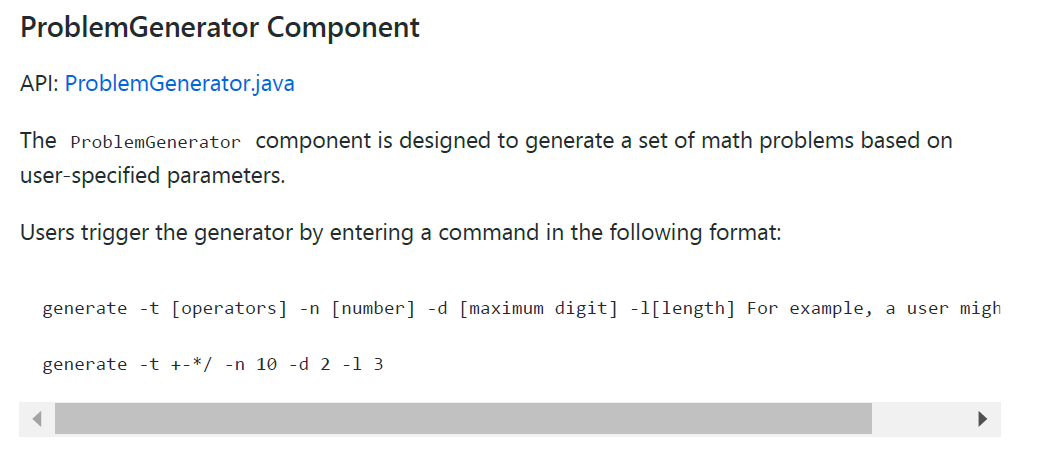 ProblemGenerator Component
API: ProblemGenerator.java
The ProblemGenerator component is designed to generate a set of math problems based on
user-specified parameters.
Users trigger the generator by entering a command in the following format:
generate -t [operators] -n [number] -d [maximum digit] -l[length] For example, a user migh
generate -t +-*/ -n 10 -d 2 -l 3